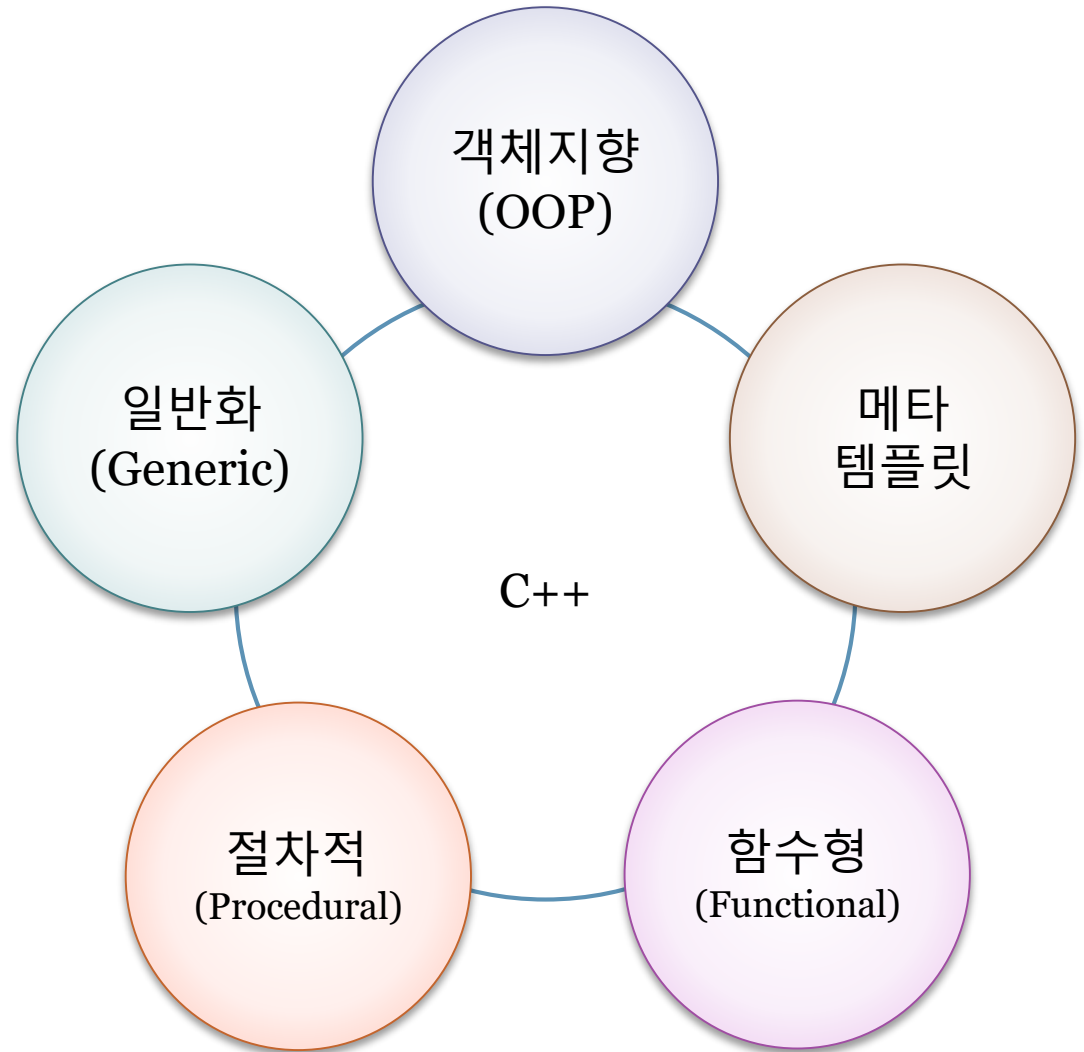 객체지향
(OOP)
일반화
(Generic)
메타
템플릿
C++
절차적
(Procedural)
함수형
(Functional)